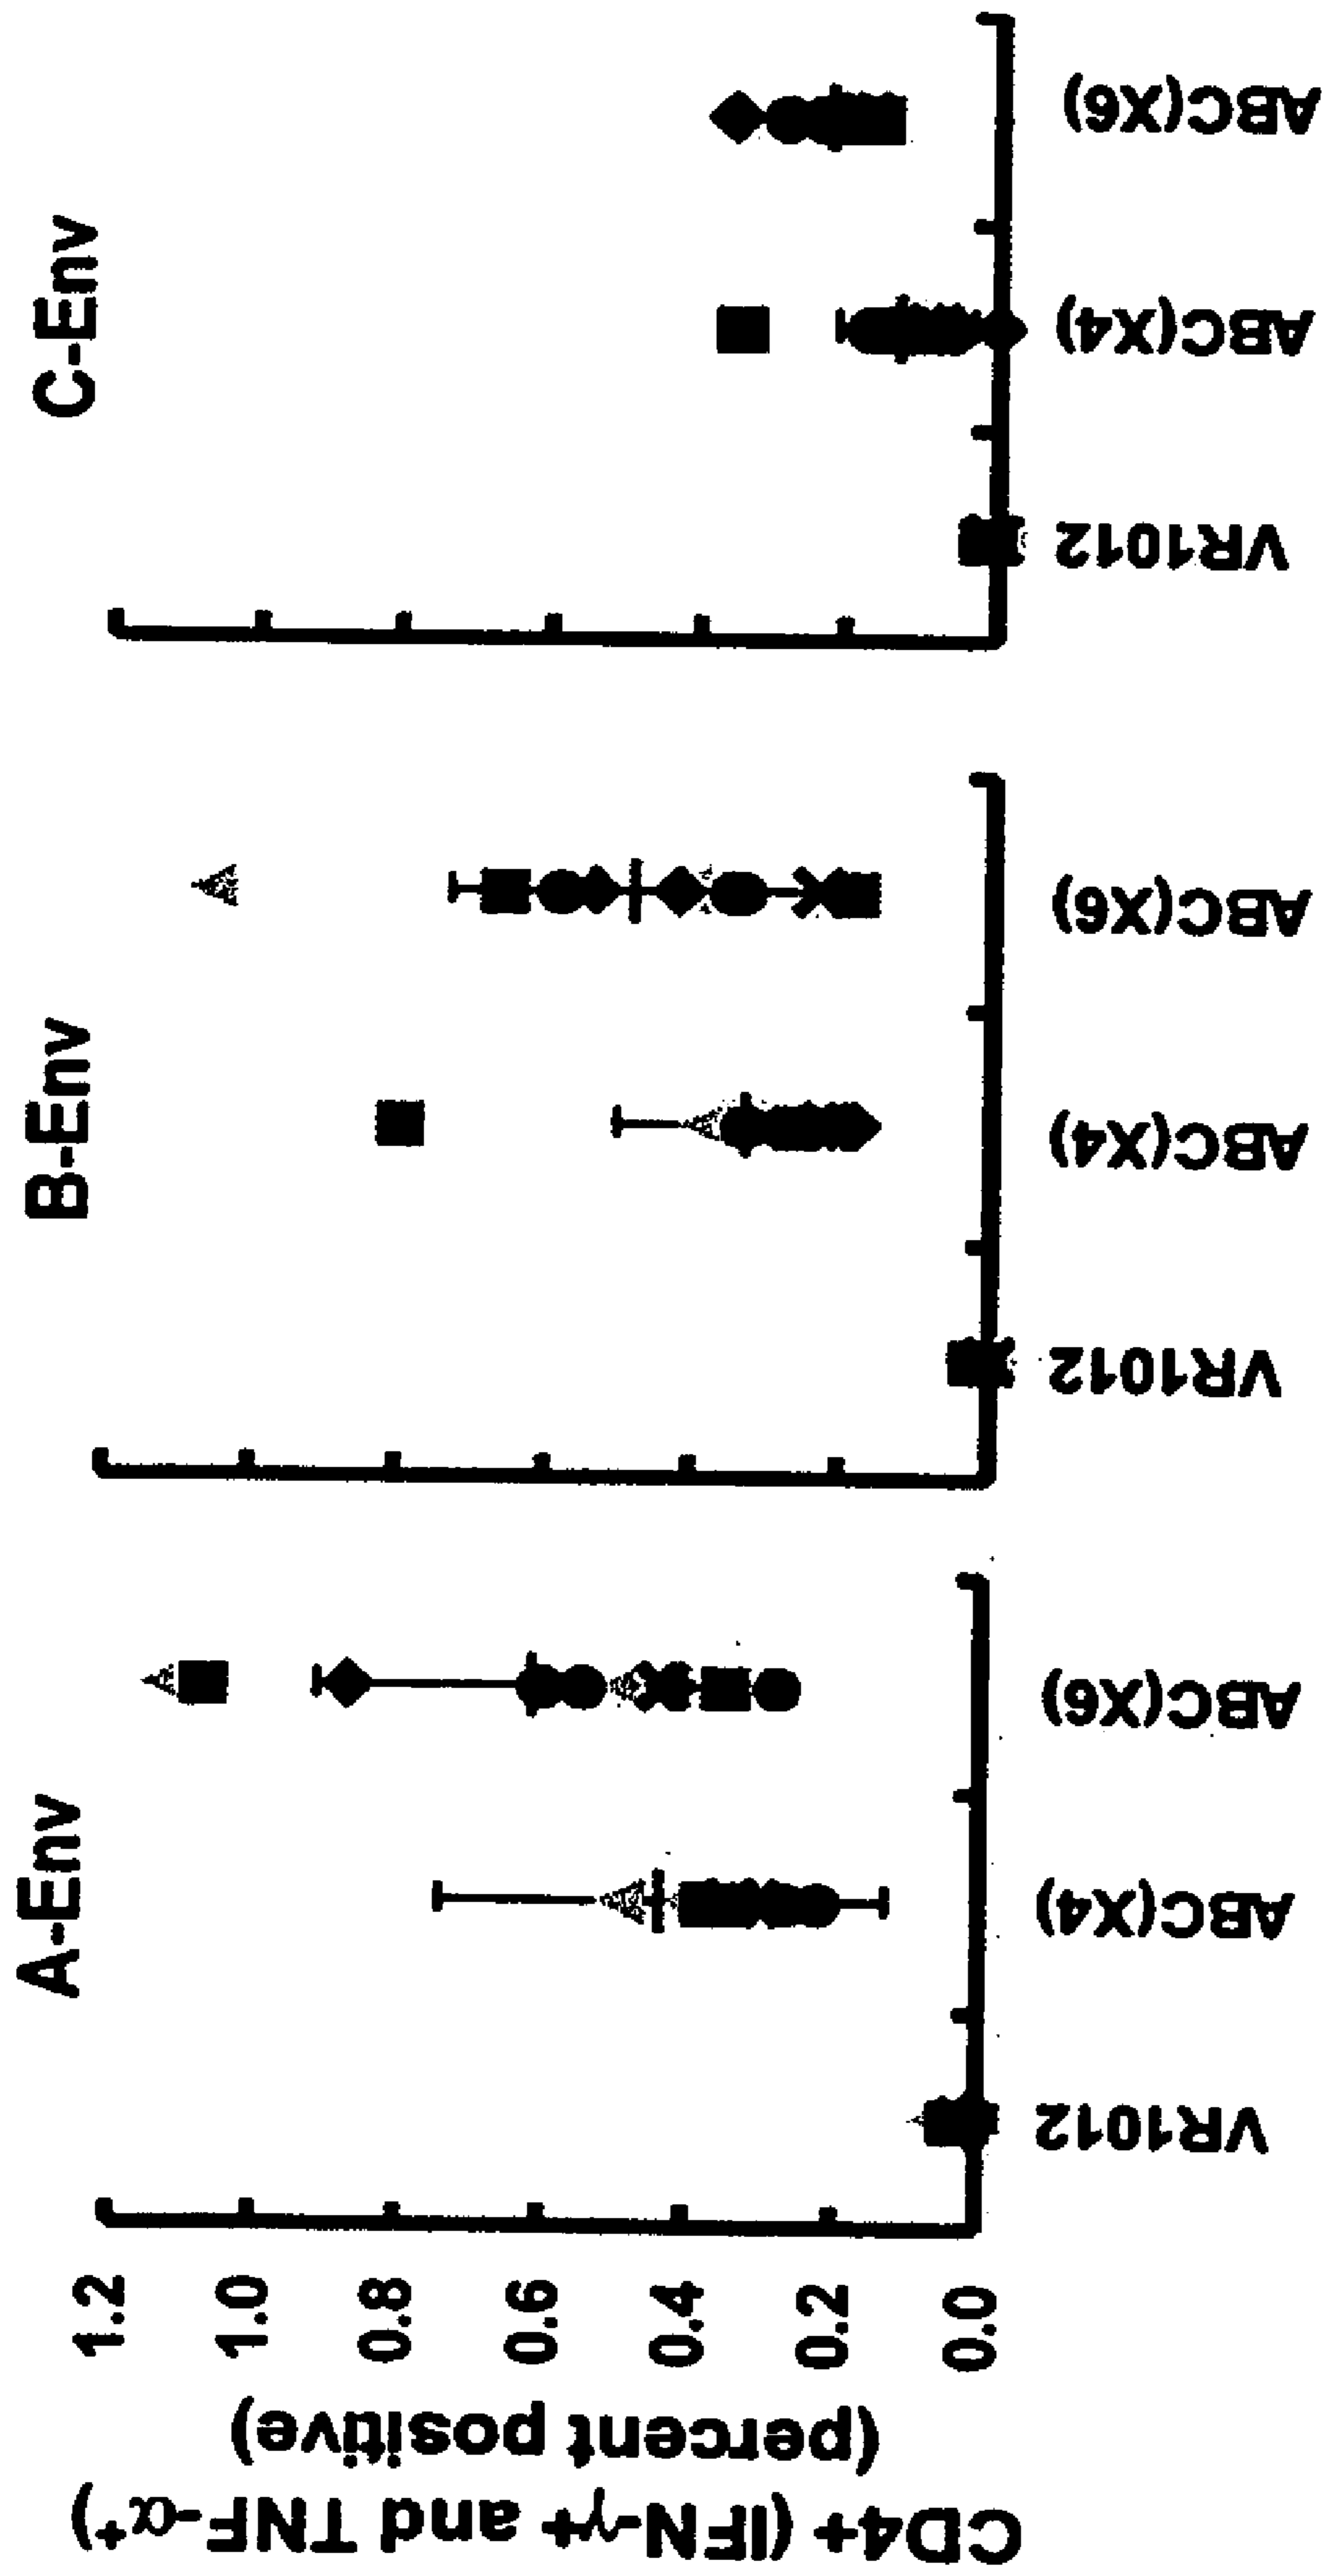 CD4+ (IFN-γ+ and TNF-α+)
(percent positive)
1.2
1.0
0.8
0.6
0.4
0.2
0.0
A-Env
VR1012
ABC(X4)
ABC(X6)
B-Env
VR1012
ABC(X4)
ABC(X6)
C-Env
VR1012
ABC(X4)
ABC(X6)